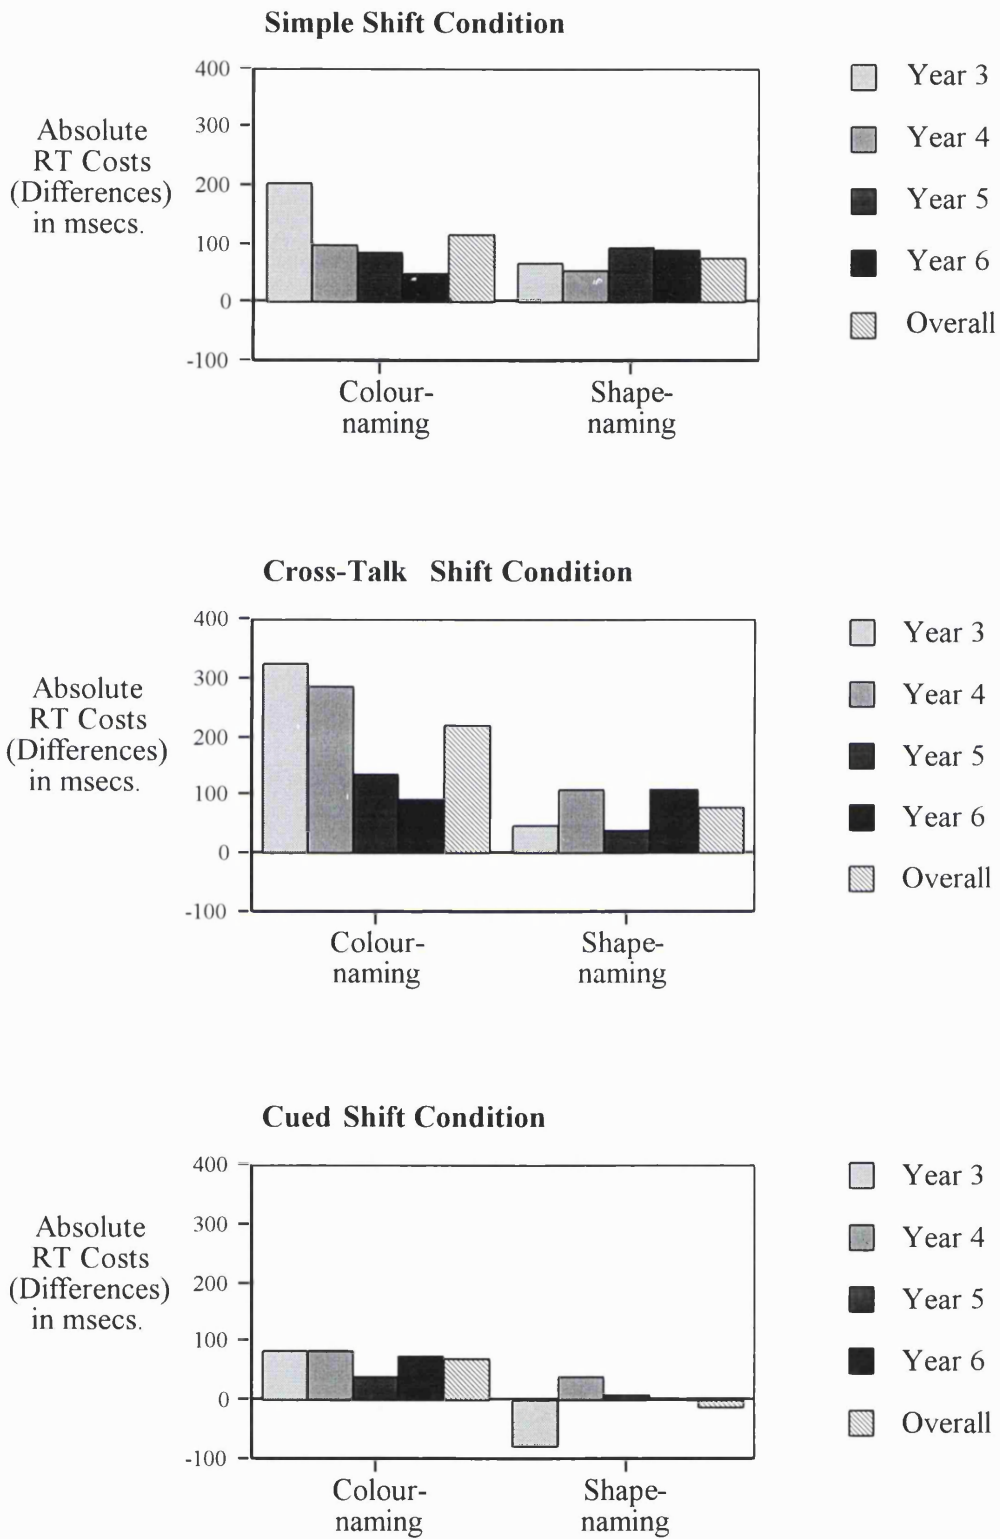 Simple Shift Condition
400
300
200
100
0
-100
Absolute
RT Costs
(Differences)
in msecs.
Colour-
naming
Shape-
naming
Year 3
Year 4
Year 5
Year 6
Overall
Cross-Talk Shift Condition
400
300
200
100
0
-100
Absolute
RT Costs
(Differences)
in msecs.
Colour-
naming
Shape-
naming
Year 3
Year 4
Year 5
Year 6
Overall
Cued Shift Condition
400
300
200
100
0
-100
Absolute
RT Costs
(Differences)
in msecs.
Colour-
naming
Shape-
naming
Year 3
Year 4
Year 5
Year 6
Overall